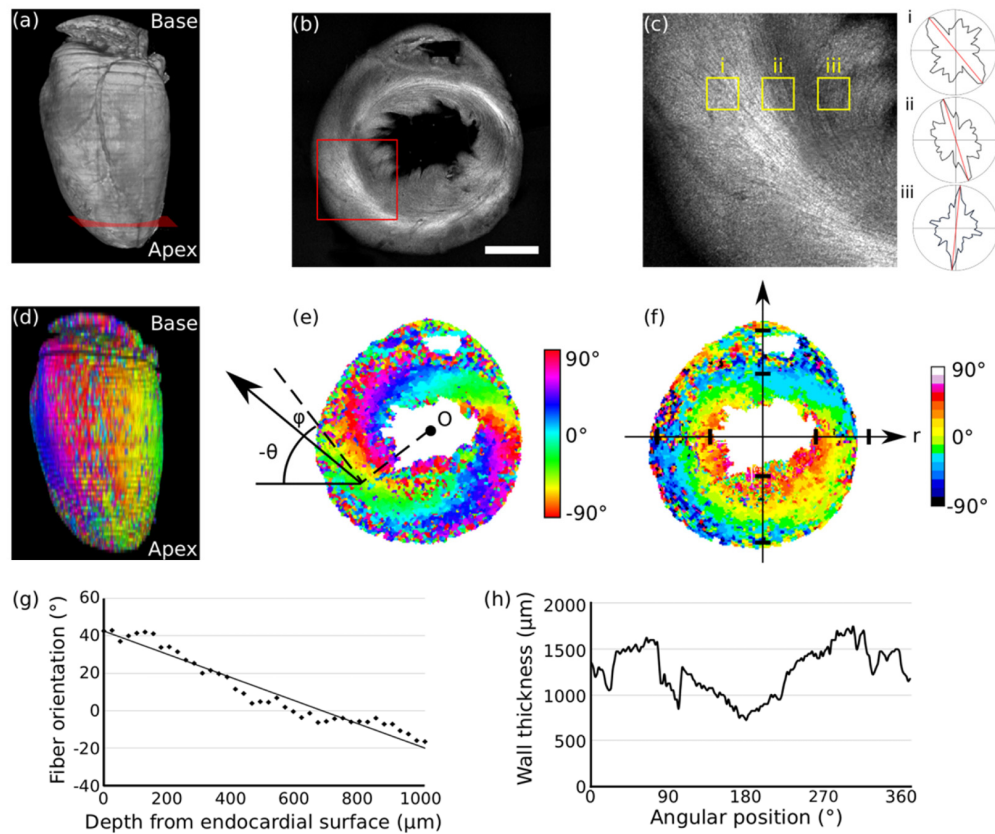 (a)
Base
Apex
(b)
(c)
i
ii
iii
i
ii
iii
(d)
Base
Apex
(e)
φ
-θ
O
90°
0°
-90°
(f)
r
90°
0°
-90°
(g)
Fiber orientation (°)
60
40
20
0
-20
-40
0
200
400
600
800
1000
Depth from endocardial surface (µm)
(h)
Wall thickness (µm)
2000
1500
1000
500
0
0
90
180
270
360
Angular position (°)